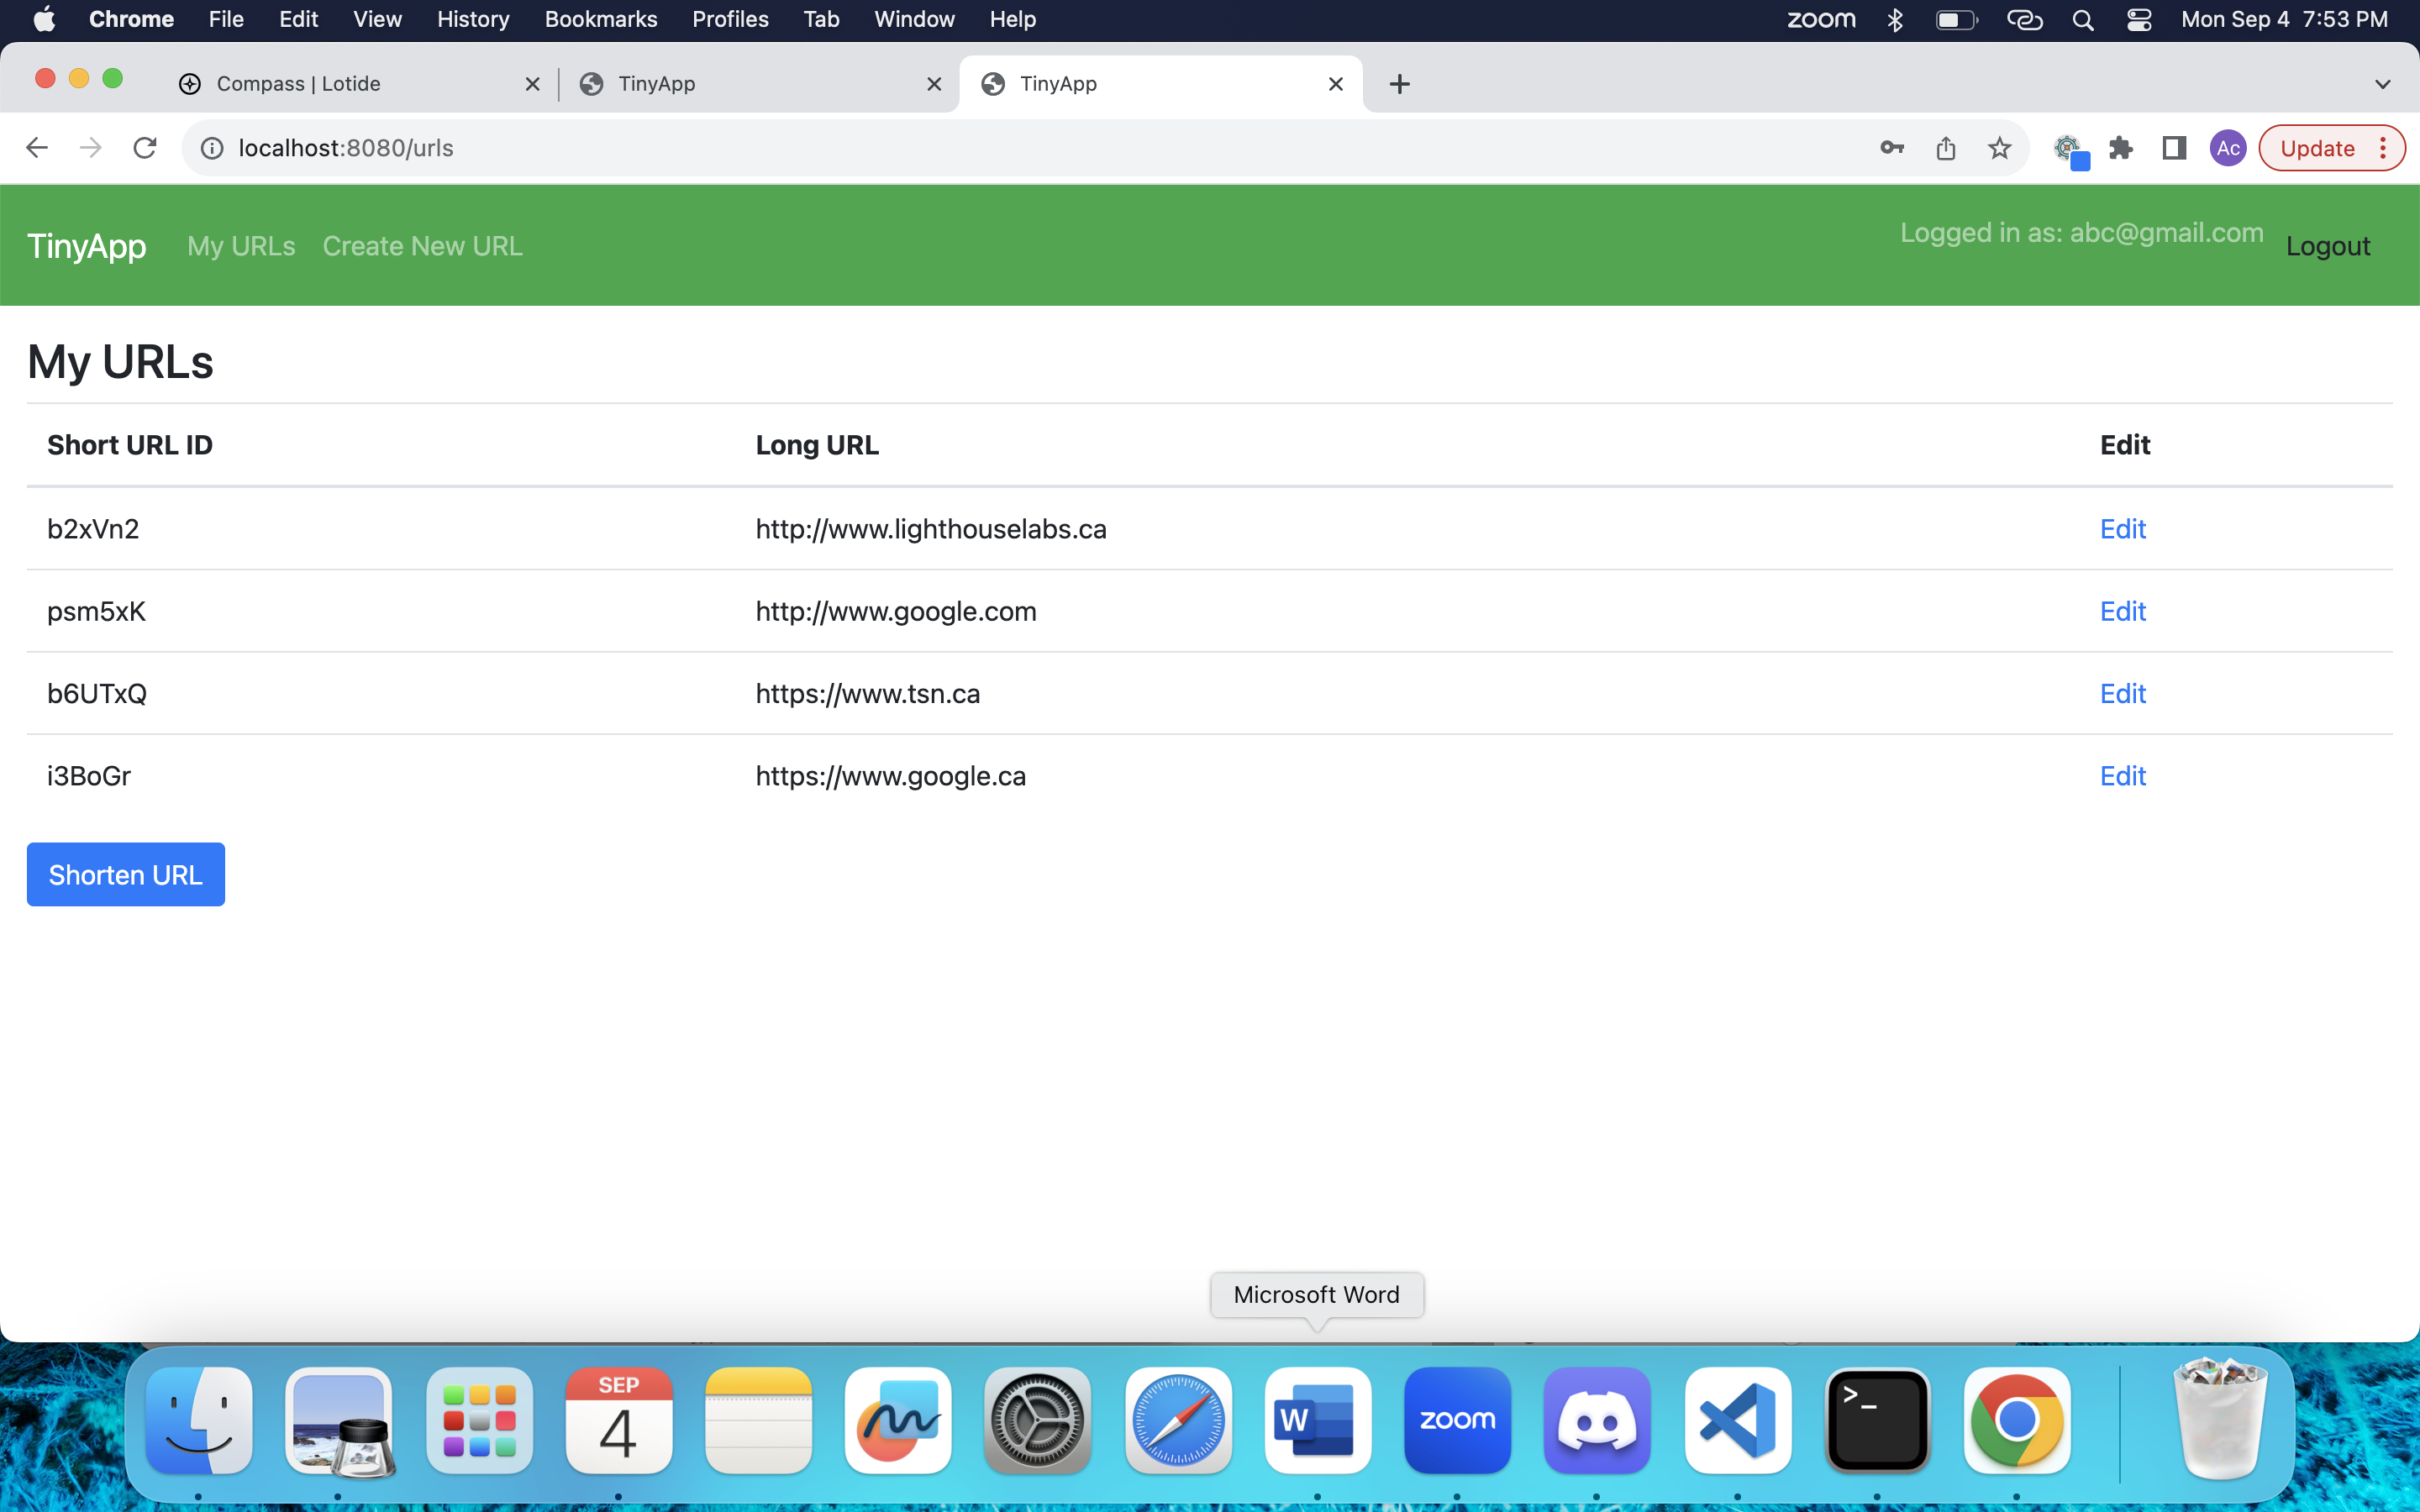 Chrome File Edit View History Bookmarks Profiles Tab Window Help zoom Mon Sep 4 7:53 PM
Compass | Lotide TinyApp TinyApp
localhost:8080/urls Ac Update
TinyApp My URLs Create New URL Logged in as: abc@gmail.com Logout
My URLs
Short URL ID Long URL Edit
b2xVn2 http://www.lighthouselabs.ca Edit
psm5xK http://www.google.com Edit
b6UTxQ https://www.tsn.ca Edit
i3BoGr https://www.google.ca Edit
Shorten URL
Microsoft Word
SEP
4
W
zoom
>_